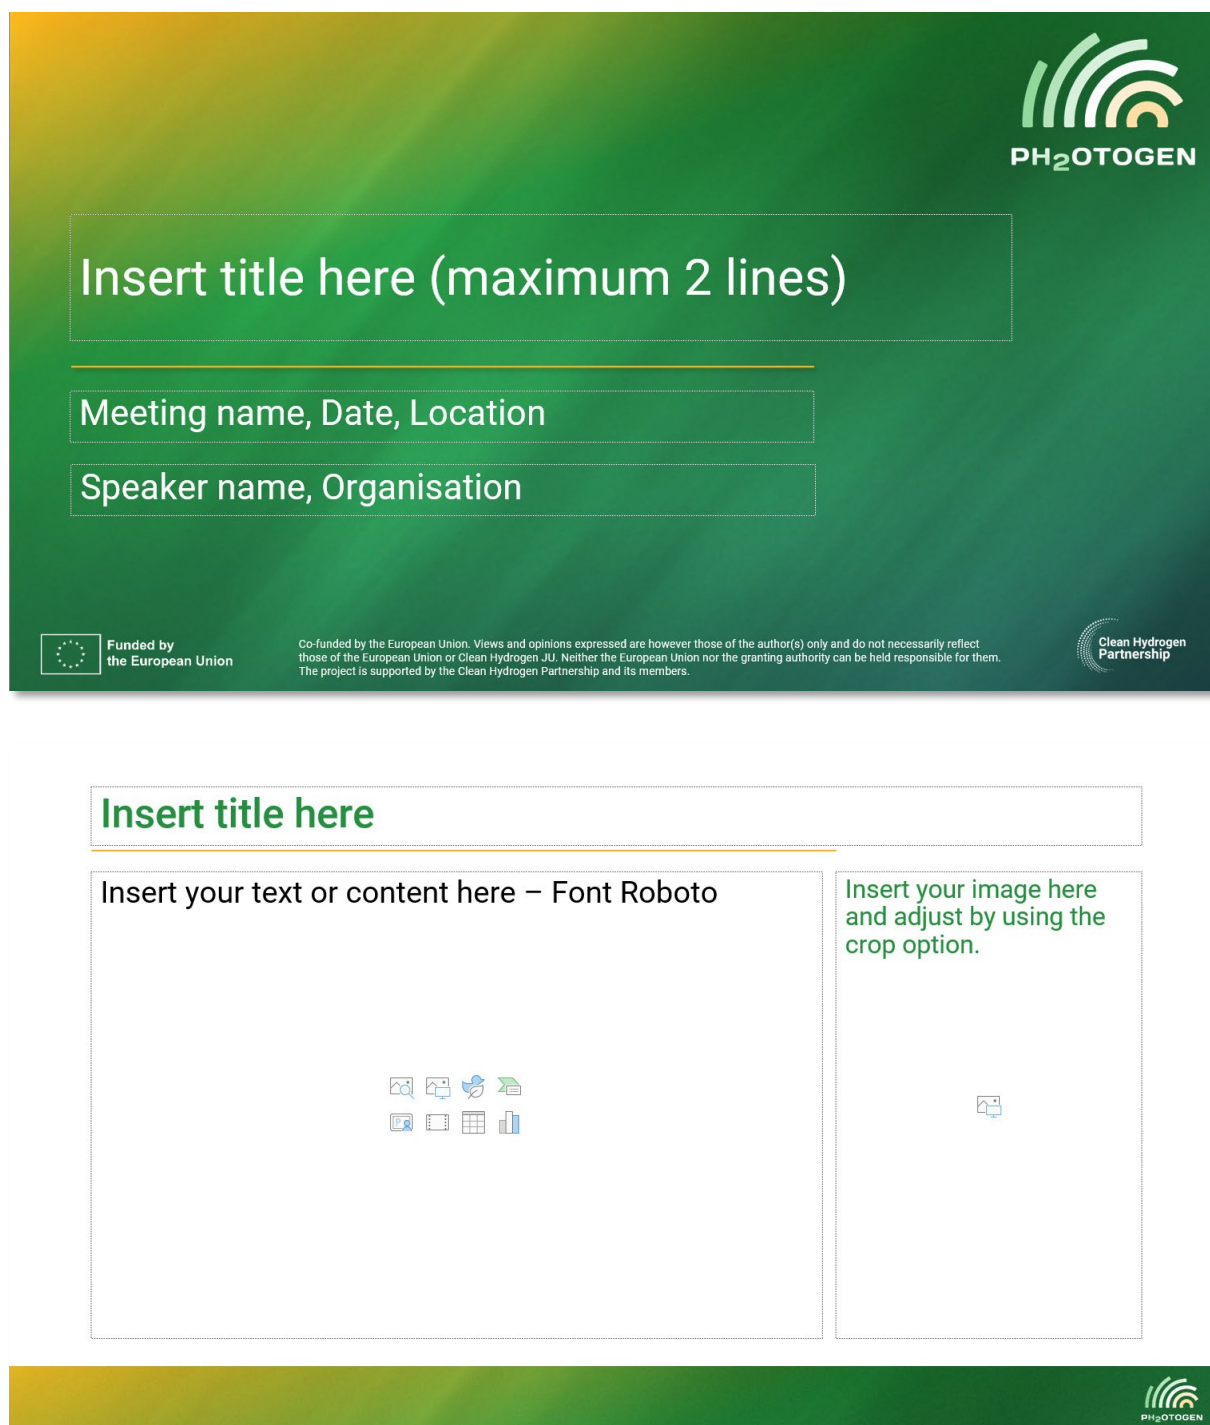 PH2OTOGEN
Insert title here (maximum 2 lines)
Meeting name, Date, Location
Speaker name, Organisation
Funded by
the European Union
Co-funded by the European Union. Views and opinions expressed are however those of the author(s) only and do not necessarily reflect
those of the European Union or Clean Hydrogen JU. Neither the European Union nor the granting authority can be held responsible for them.
The project is supported by the Clean Hydrogen Partnership and its members.
Clean Hydrogen
Partnership
Insert title here
Insert your text or content here – Font Roboto
Insert your image here
and adjust by using the
crop option.
PH2OTOGEN